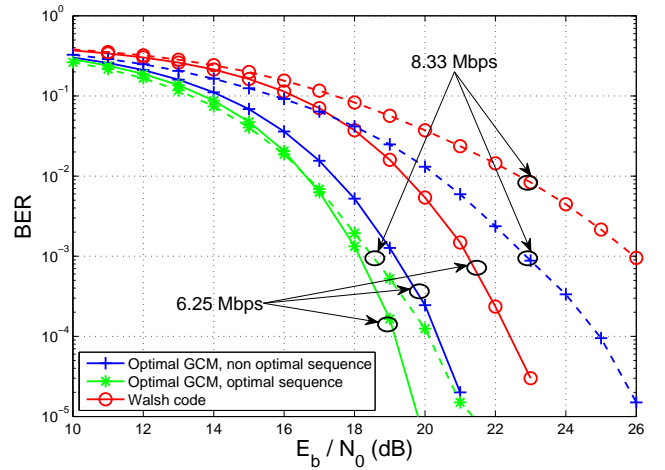 10^0
10^-1
10^-2
10^-3
10^-4
10^-5
BER
8.33 Mbps
6.25 Mbps
Optimal GCM, non optimal sequence
Optimal GCM, optimal sequence
Walsh code
10 12 14 16 18 20 22 24 26
E_b / N_0 (dB)